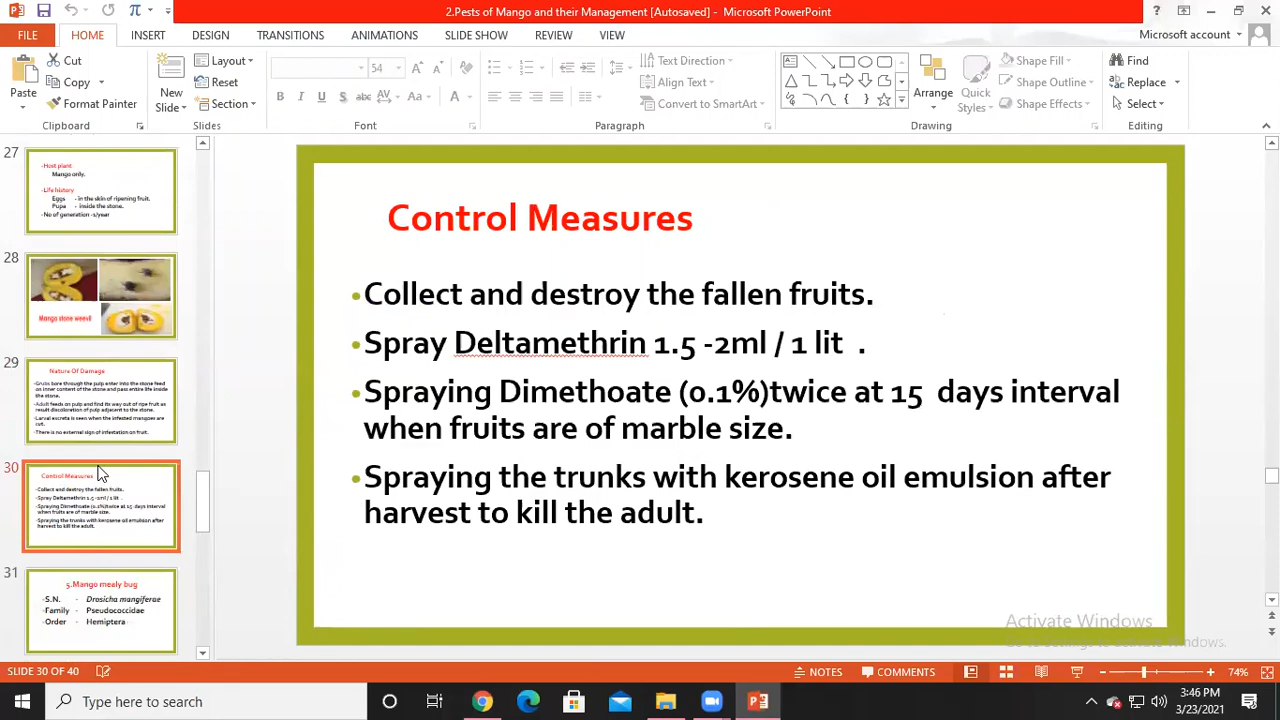 2.Pests of Mango and their Management [Autosaved] - Microsoft PowerPoint
FILE HOME INSERT DESIGN TRANSITIONS ANIMATIONS SLIDE SHOW REVIEW VIEW Microsoft account
Paste
Cut
Copy
Format Painter
Clipboard
New
Slide
Layout
Reset
Section
Slides
54
B I U S abc AV Aa A
Font
Text Direction
Align Text
Convert to SmartArt
Paragraph
Arrange
Quick
Styles
Shape Fill
Shape Outline
Shape Effects
Drawing
Find
Replace
Select
Editing
27
Host plant
Mango only.
Life history
Eggs - in the skin of ripening fruit.
Pupa - inside the stone.
No of generation -1/year
28
Mango stone weevil
29
Nature Of Damage
Grubs bore through the pulp enter into the stone feed
on inner content of the stone and pass entire life inside
the stone.
Adult feeds on pulp and find its way out of ripe fruit as
result discoloration of pulp adjacent to the stone.
Larval excreta is seen when the infested mangoes are
cut.
There is no external sign of infestation on fruit.
30
Control Measures
Collect and destroy the fallen fruits.
Spray Deltamethrin 1.5 -2ml / 1 lit .
Spraying Dimethoate (0.1%)twice at 15 days interval
when fruits are of marble size.
Spraying the trunks with kerosene oil emulsion after
harvest to kill the adult.
31
5.Mango mealy bug
S.N. - Drosicha mangiferae
Family - Pseudococcidae
Order - Hemiptera
Control Measures
•Collect and destroy the fallen fruits.
•Spray Deltamethrin 1.5 -2ml / 1 lit .
•Spraying Dimethoate (0.1%)twice at 15 days interval
when fruits are of marble size.
•Spraying the trunks with kerosene oil emulsion after
harvest to kill the adult.
Activate Windows
Go to Settings to activate Windows.
SLIDE 30 OF 40 NOTES COMMENTS 74%
Type here to search
3:46 PM
3/23/2021